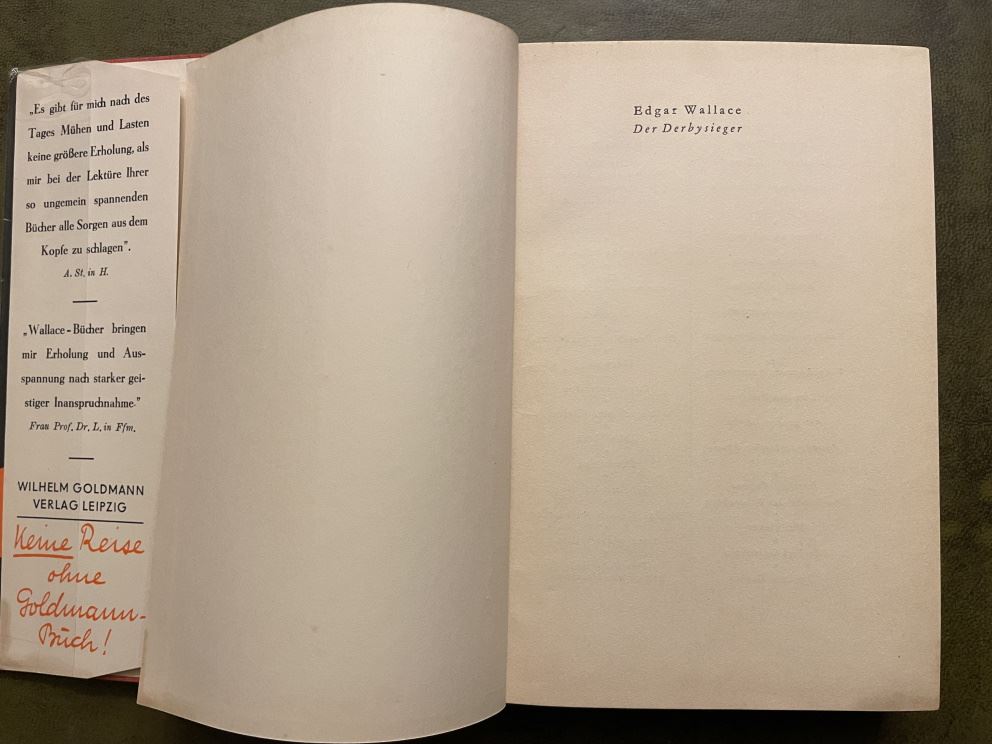 „Es gibt für mich nach des
Tages Mühen und Lasten
keine größere Erholung, als
mir bei der Lektüre Ihrer
so ungemein spannenden
Bücher alle Sorgen aus dem
Kopfe zu schlagen".
A. St. in H.
„Wallace-Bücher bringen
mir Erholung und Aus-
spannung nach starker gei-
stiger Inanspruchnahme."
Frau Prof. Dr. L. in Ffm.
WILHELM GOLDMANN
VERLAG LEIPZIG
Keine Reise
ohne
Goldmann-
Buch!
Edgar Wallace
Der Derbysieger